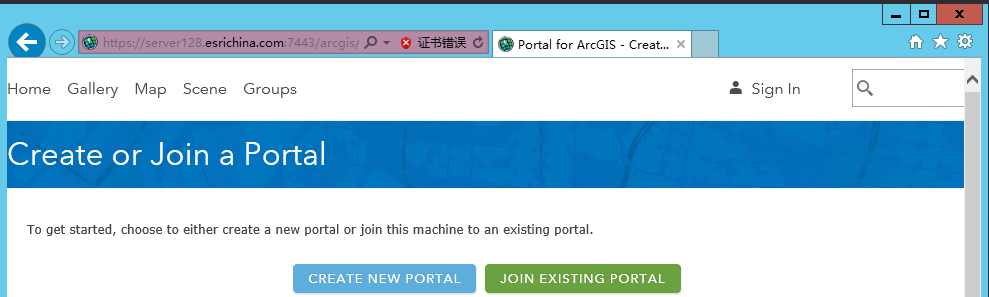 https://server128.esrichina.com:7443/arcgis/ 证书错误 Portal for ArcGIS - Creat...
Home Gallery Map Scene Groups Sign In
Create or Join a Portal
To get started, choose to either create a new portal or join this machine to an existing portal.
CREATE NEW PORTAL JOIN EXISTING PORTAL